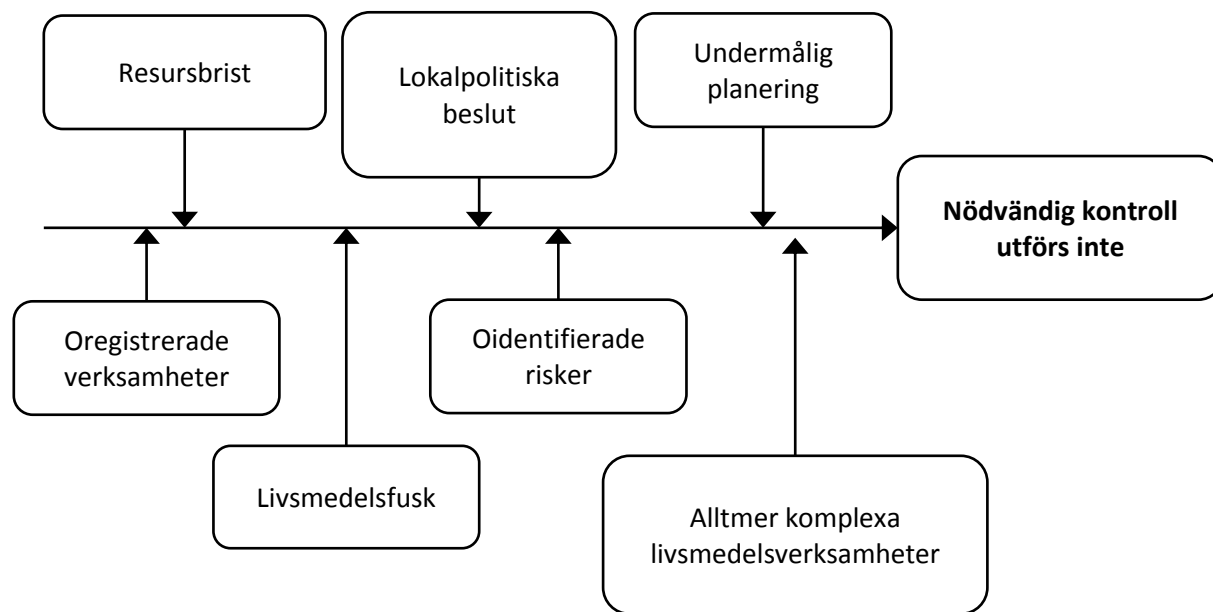 Resursbrist
Lokalpolitiska
beslut
Undermålig
planering
Nödvändig kontroll
utförs inte
Oregistrerade
verksamheter
Oidentifierade
risker
Livsmedelsfusk
Alltmer komplexa
livsmedelsverksamheter